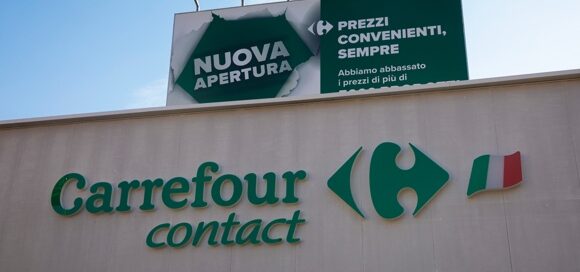 NUOVA
APERTURA
PREZZI
CONVENIENTI,
SEMPRE
Abbiamo abbassato
i prezzi di più di
Carrefour
contact